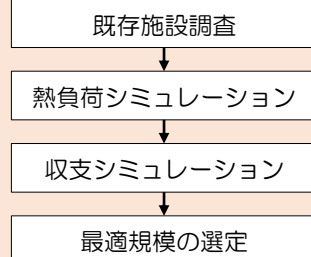 既存施設調査
熱負荷シミュレーション
収支シミュレーション
最適規模の選定